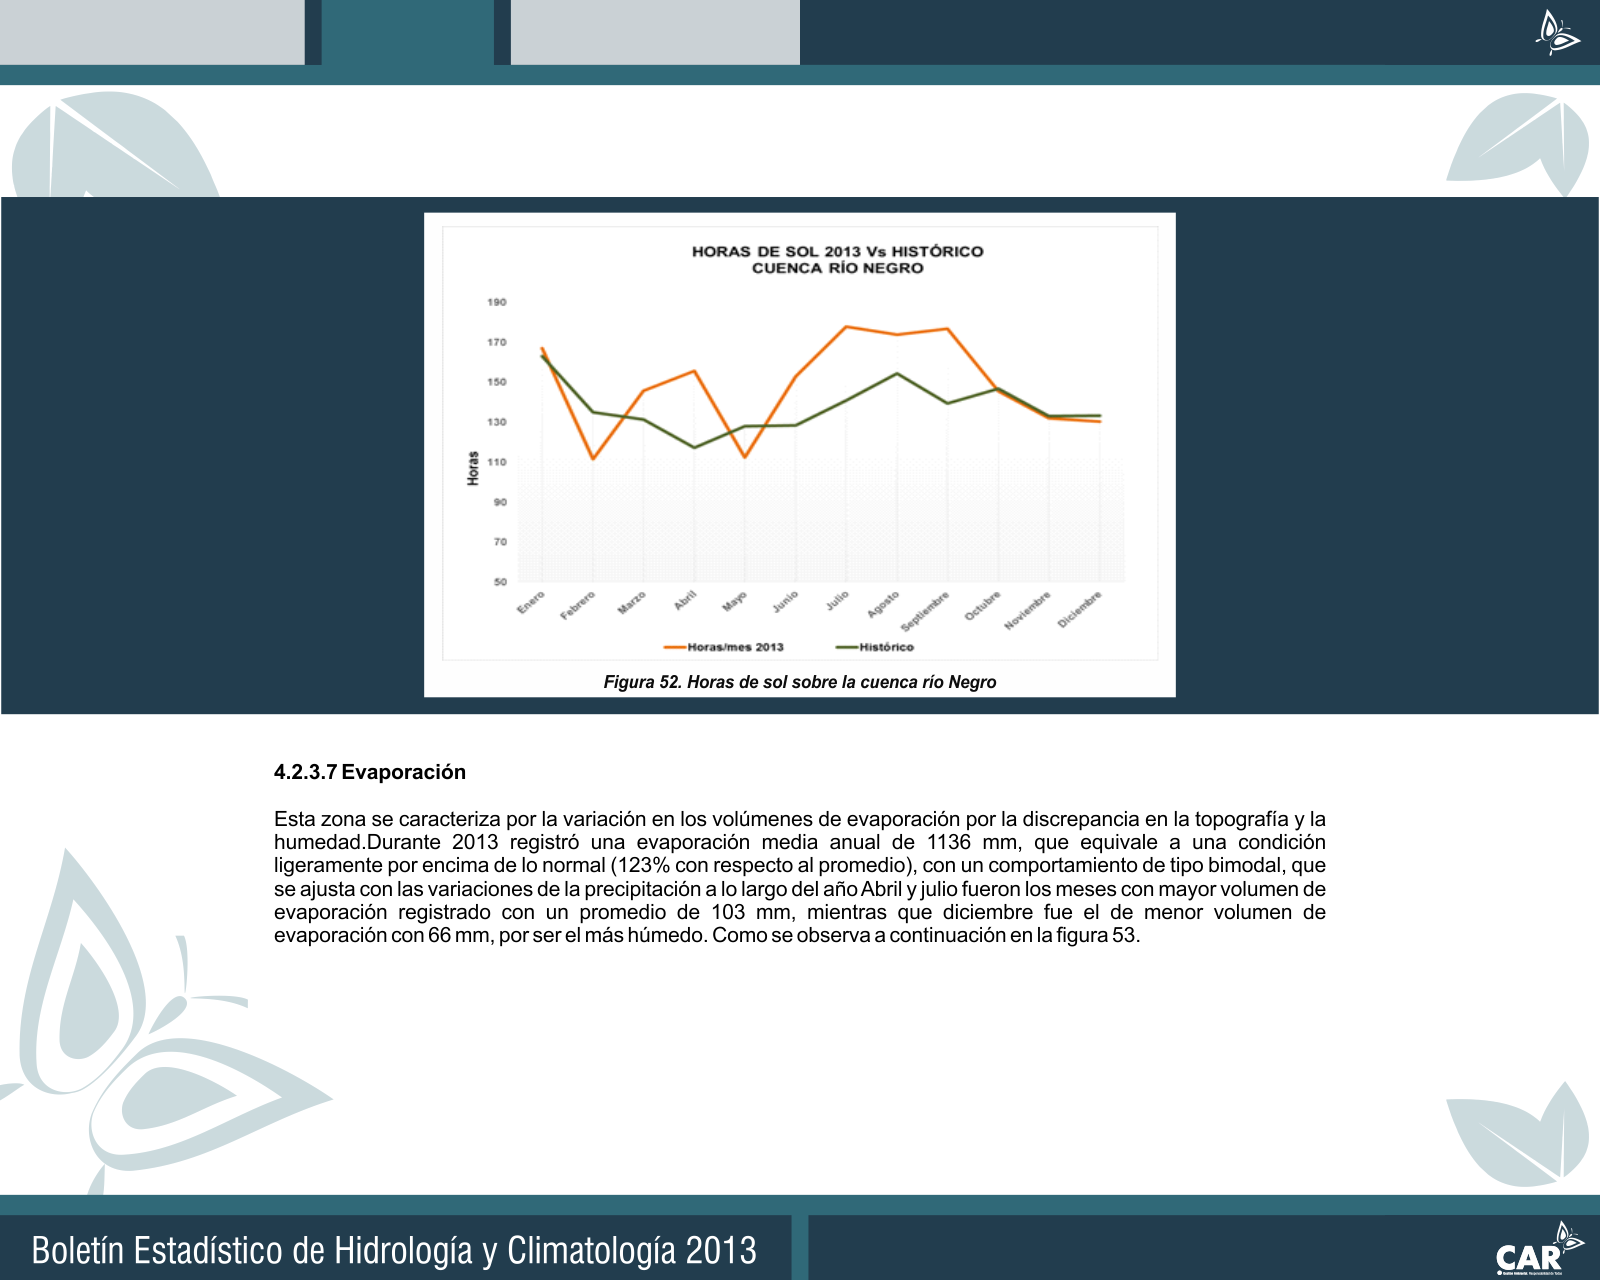 HORAS DE SOL 2013 Vs HISTÓRICO
CUENCA RÍO NEGRO
190
170
150
130
110
90
70
50
Horas
Enero
Febrero
Marzo
Abril
Mayo
Junio
Julio
Agosto
Septiembre
Octubre
Noviembre
Diciembre
Horas/mes 2013
Histórico
Figura 52. Horas de sol sobre la cuenca río Negro
4.2.3.7 Evaporación
Esta zona se caracteriza por la variación en los volúmenes de evaporación por la discrepancia en la topografía y la
humedad.Durante 2013 registró una evaporación media anual de 1136 mm, que equivale a una condición
ligeramente por encima de lo normal (123% con respecto al promedio), con un comportamiento de tipo bimodal, que
se ajusta con las variaciones de la precipitación a lo largo del año Abril y julio fueron los meses con mayor volumen de
evaporación registrado con un promedio de 103 mm, mientras que diciembre fue el de menor volumen de
evaporación con 66 mm, por ser el más húmedo. Como se observa a continuación en la figura 53.
Boletín Estadístico de Hidrología y Climatología 2013
CAR